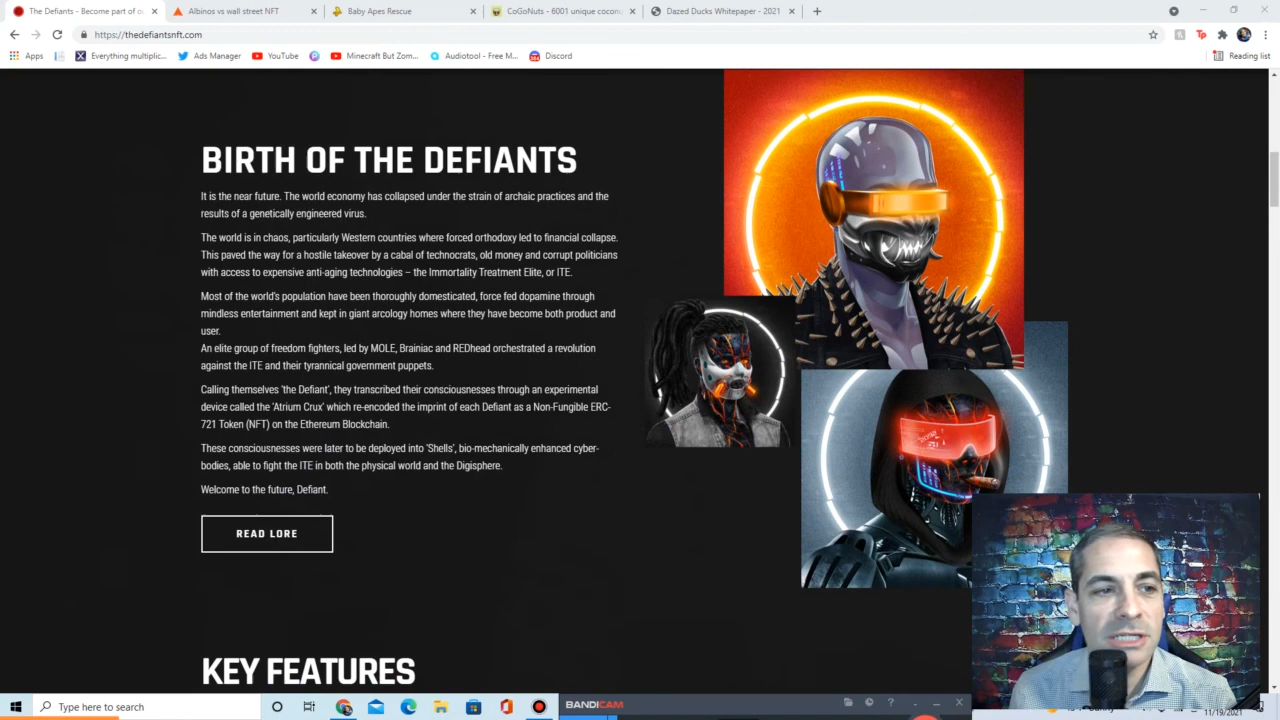 The Defiants - Become part of o
Albinos vs wall street NFT
Baby Apes Rescue
CoGoNuts - 6001 unique coconu
Dazed Ducks Whitepaper - 2021
https://thedefiantsnft.com
Apps
Everything multiplic...
Ads Manager
YouTube
Minecraft But Zom...
Audiotool - Free M...
Discord
Reading list
BIRTH OF THE DEFIANTS
It is the near future. The world economy has collapsed under the strain of archaic practices and the
results of a genetically engineered virus.
The world is in chaos, particularly Western countries where forced orthodoxy led to financial collapse.
This paved the way for a hostile takeover by a cabal of technocrats, old money and corrupt politicians
with access to expensive anti-aging technologies – the Immortality Treatment Elite, or ITE.
Most of the world's population have been thoroughly domesticated, force fed dopamine through
mindless entertainment and kept in giant arcology homes where they have become both product and
user.
An elite group of freedom fighters, led by MOLE, Brainiac and REDhead orchestrated a revolution
against the ITE and their tyrannical government puppets.
Calling themselves 'the Defiant', they transcribed their consciousnesses through an experimental
device called the 'Atrium Crux' which re-encoded the imprint of each Defiant as a Non-Fungible ERC-
721 Token (NFT) on the Ethereum Blockchain.
These consciousnesses were later to be deployed into 'Shells', bio-mechanically enhanced cyber-
bodies, able to fight the ITE in both the physical world and the Digisphere.
Welcome to the future, Defiant.
READ LORE
KEY FEATURES
Type here to search
BANDICAM
11/19/2021